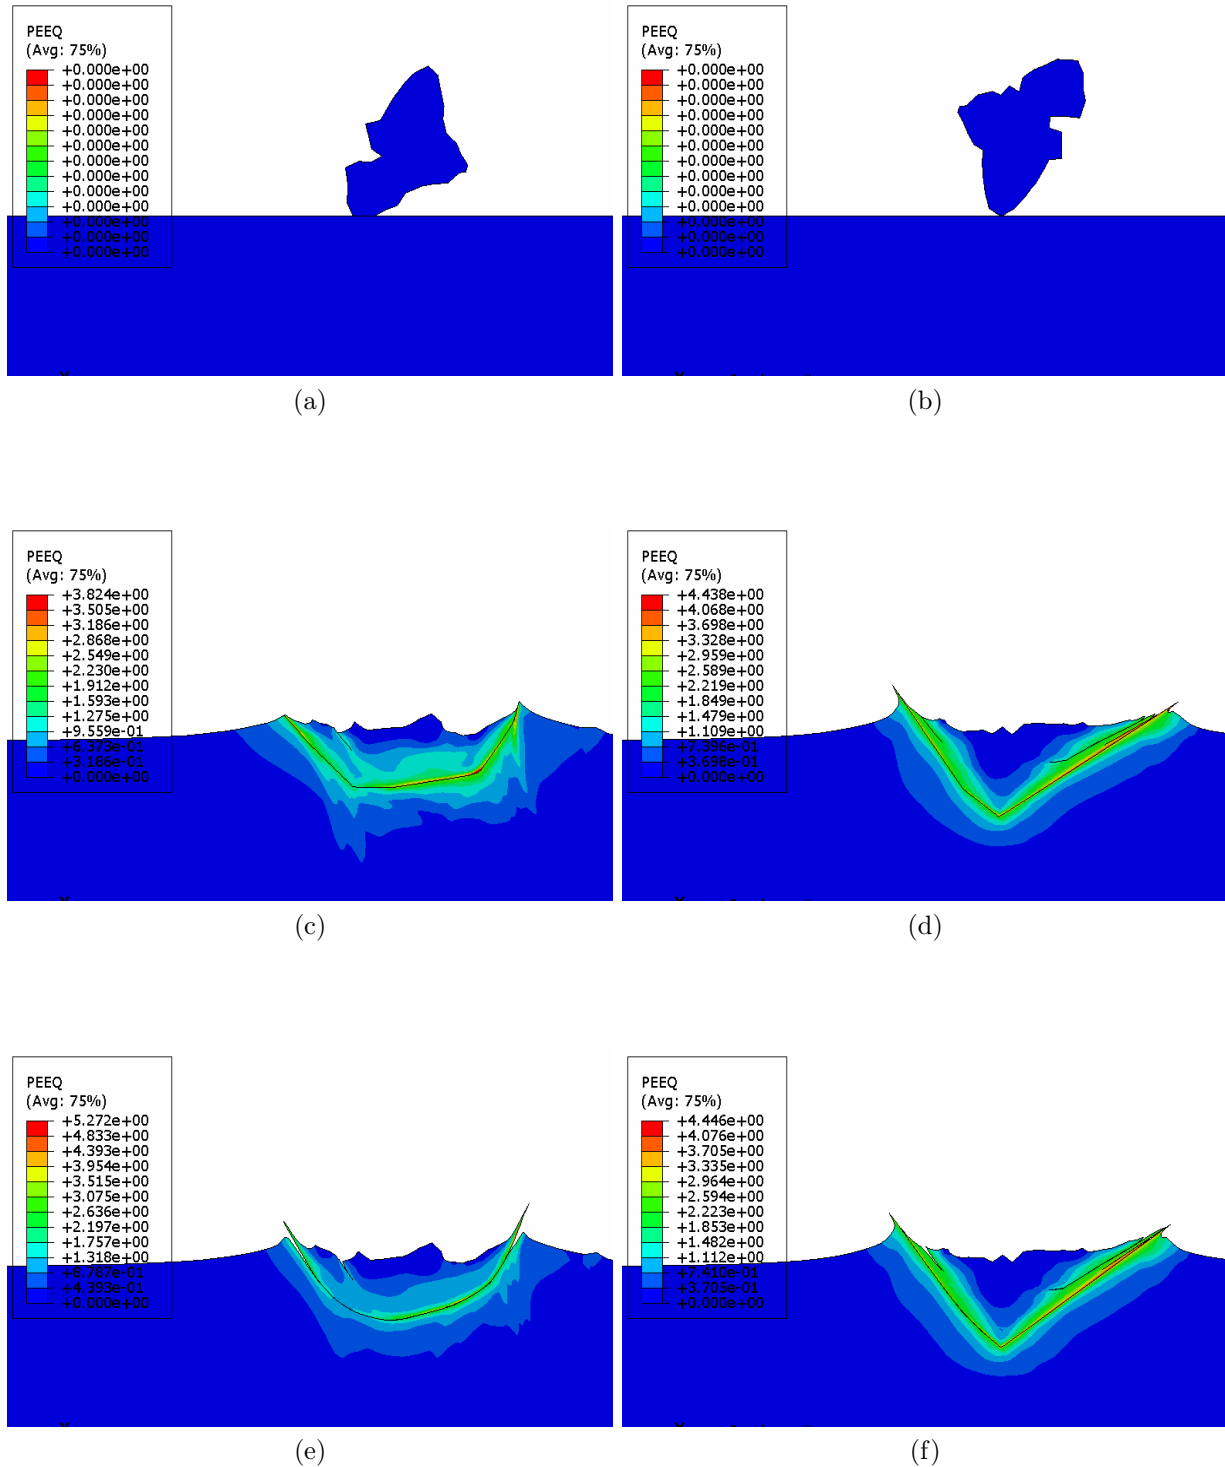 PEEQ
(Avg: 75%)
+0.000e+00
+0.000e+00
+0.000e+00
+0.000e+00
+0.000e+00
+0.000e+00
+0.000e+00
+0.000e+00
+0.000e+00
+0.000e+00
+0.000e+00
+0.000e+00
+0.000e+00
(a)
PEEQ
(Avg: 75%)
+0.000e+00
+0.000e+00
+0.000e+00
+0.000e+00
+0.000e+00
+0.000e+00
+0.000e+00
+0.000e+00
+0.000e+00
+0.000e+00
+0.000e+00
+0.000e+00
+0.000e+00
(b)
PEEQ
(Avg: 75%)
+3.824e+00
+3.505e+00
+3.186e+00
+2.868e+00
+2.549e+00
+2.230e+00
+1.912e+00
+1.593e+00
+1.275e+00
+9.559e-01
+6.373e-01
+3.186e-01
+0.000e+00
(c)
PEEQ
(Avg: 75%)
+4.438e+00
+4.068e+00
+3.698e+00
+3.328e+00
+2.959e+00
+2.589e+00
+2.219e+00
+1.849e+00
+1.479e+00
+1.109e+00
+7.396e-01
+3.698e-01
+0.000e+00
(d)
PEEQ
(Avg: 75%)
+5.272e+00
+4.833e+00
+4.393e+00
+3.954e+00
+3.515e+00
+3.075e+00
+2.636e+00
+2.197e+00
+1.757e+00
+1.318e+00
+8.787e-01
+4.393e-01
+0.000e+00
(e)
PEEQ
(Avg: 75%)
+4.446e+00
+4.076e+00
+3.705e+00
+3.335e+00
+2.964e+00
+2.594e+00
+2.223e+00
+1.853e+00
+1.482e+00
+1.112e+00
+7.410e-01
+3.705e-01
+0.000e+00
(f)